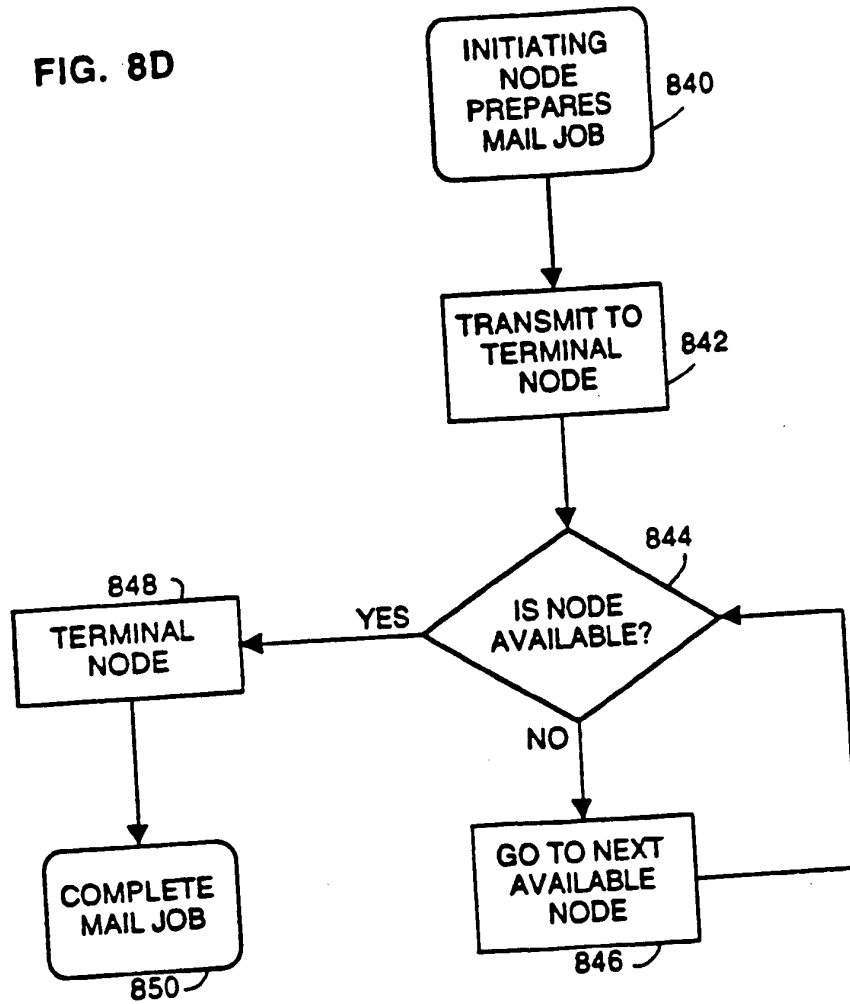 FIG. 8D
INITIATING
NODE
PREPARES
MAIL JOB
840
TRANSMIT TO
TERMINAL
NODE
842
844
IS NODE
AVAILABLE?
YES
848
TERMINAL
NODE
NO
GO TO NEXT
AVAILABLE
NODE
846
COMPLETE
MAIL JOB
850